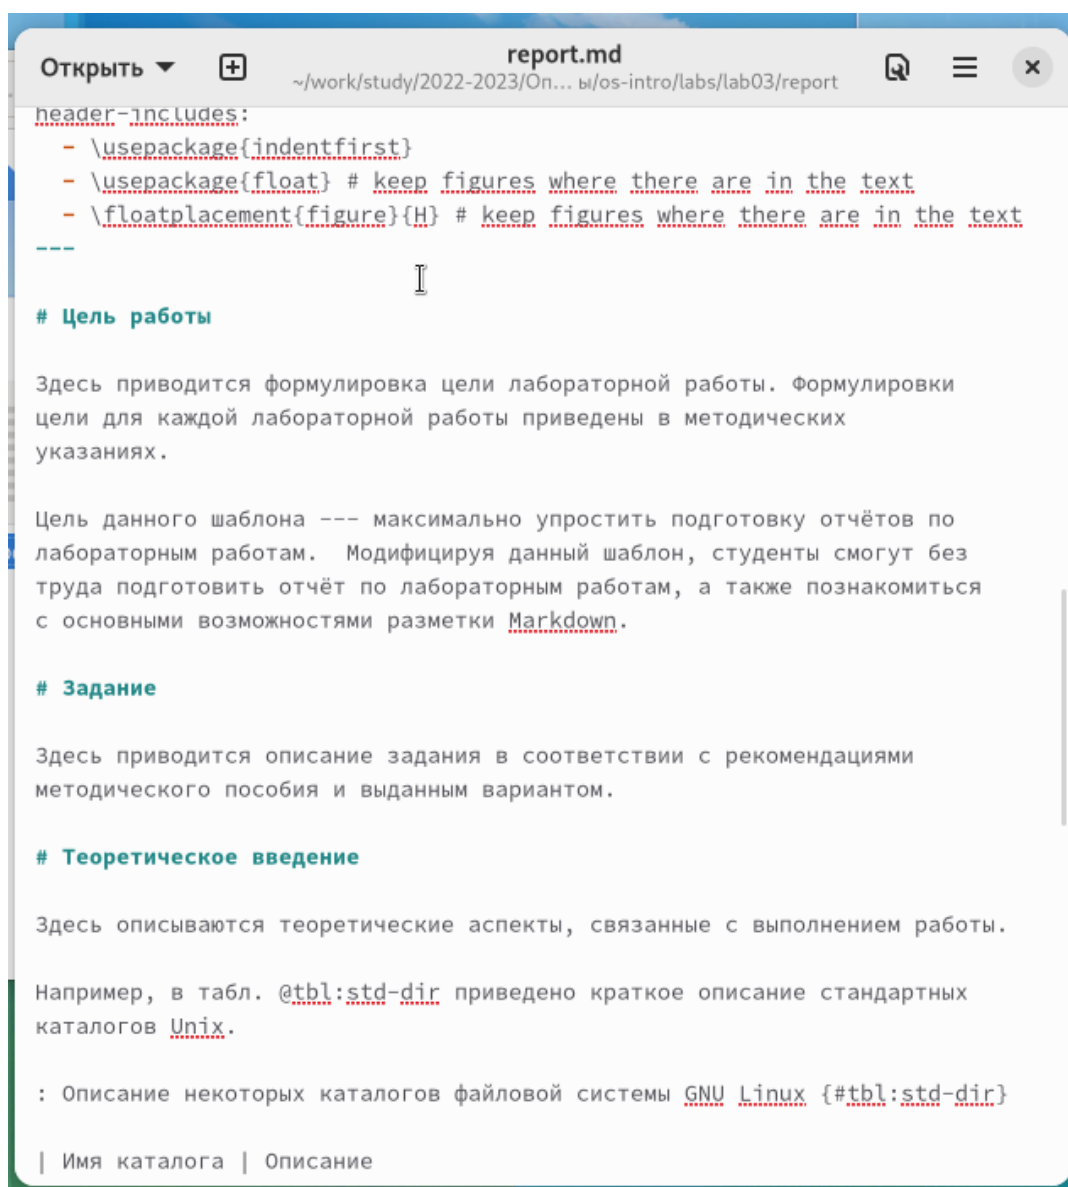 Открыть
report.md
~/work/study/2022-2023/Оп… ы/os-intro/labs/lab03/report
header-includes:
  - \usepackage{indentfirst}
  - \usepackage{float} # keep figures where there are in the text
  - \floatplacement{figure}{H} # keep figures where there are in the text
---
# Цель работы
Здесь приводится формулировка цели лабораторной работы. Формулировки
цели для каждой лабораторной работы приведены в методических
указаниях.
Цель данного шаблона --- максимально упростить подготовку отчётов по
лабораторным работам.  Модифицируя данный шаблон, студенты смогут без
труда подготовить отчёт по лабораторным работам, а также познакомиться
с основными возможностями разметки Markdown.
# Задание
Здесь приводится описание задания в соответствии с рекомендациями
методического пособия и выданным вариантом.
# Теоретическое введение
Здесь описываются теоретические аспекты, связанные с выполнением работы.
Например, в табл. @tbl:std-dir приведено краткое описание стандартных
каталогов Unix.
: Описание некоторых каталогов файловой системы GNU Linux {#tbl:std-dir}
| Имя каталога | Описание